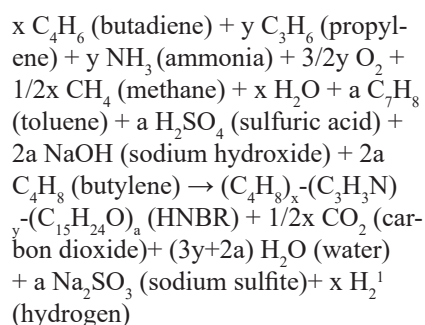 x C₄H₆ (butadiene) + y C₃H₆ (propyl-
ene) + y NH₃ (ammonia) + 3/2y O₂ +
1/2x CH₄ (methane) + x H₂O + a C₇H₈
(toluene) + a H₂SO₄ (sulfuric acid) +
2a NaOH (sodium hydroxide) + 2a
C₄H₈ (butylene) → (C₄H₈)ₓ-(C₃H₃N)
ᵧ-(C₁₅H₂₄O)ₐ (HNBR) + 1/2x CO₂ (car-
bon dioxide)+ (3y+2a) H₂O (water)
+ a Na₂SO₃ (sodium sulfite)+ x H₂¹
(hydrogen)